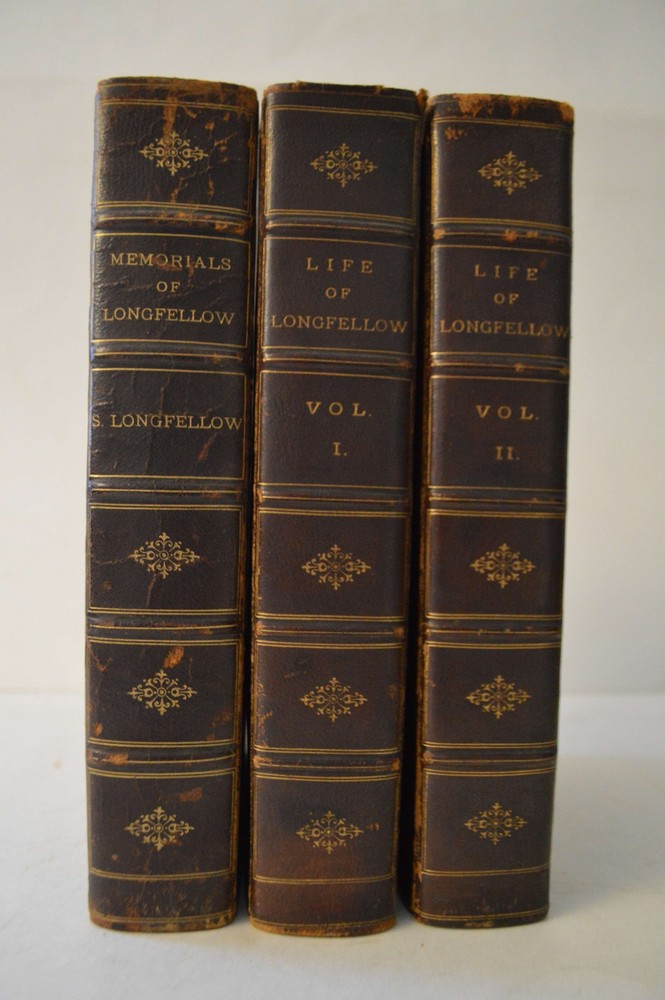 MEMORIALS
OF
LONGFELLOW
S. LONGFELLOW
LIFE
OF
LONGFELLOW
VOL.
I.
LIFE
OF
LONGFELLOW
VOL.
II.